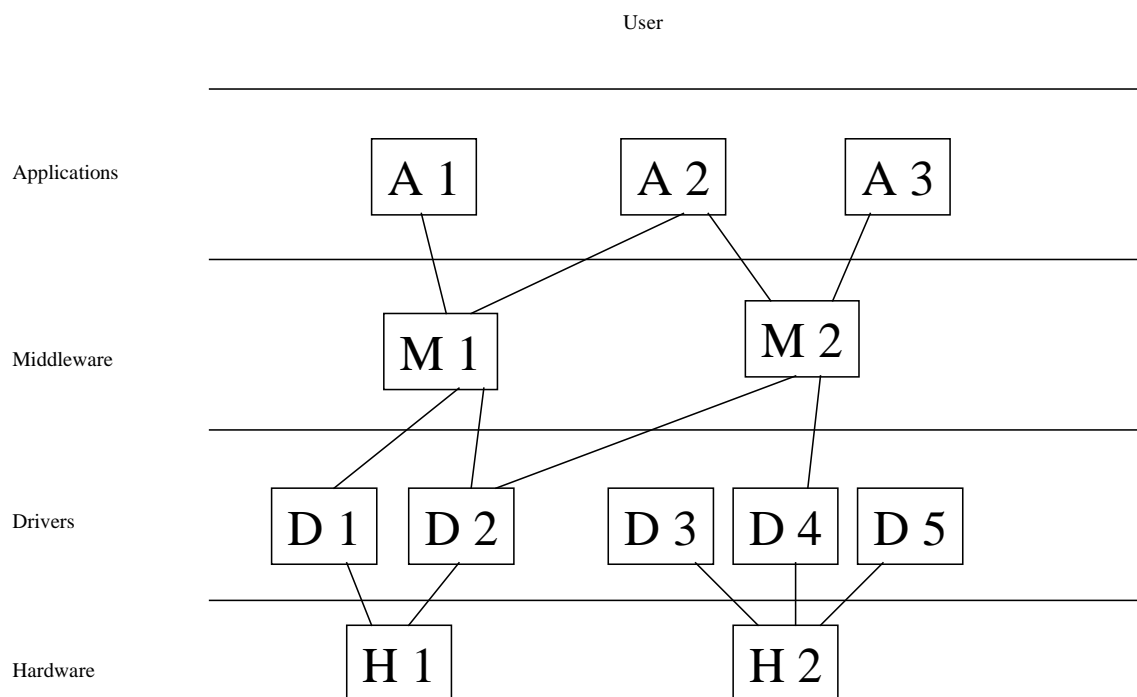 User
Applications
A 1
A 2
A 3
Middleware
M 1
M 2
Drivers
D 1
D 2
D 3
D 4
D 5
Hardware
H 1
H 2